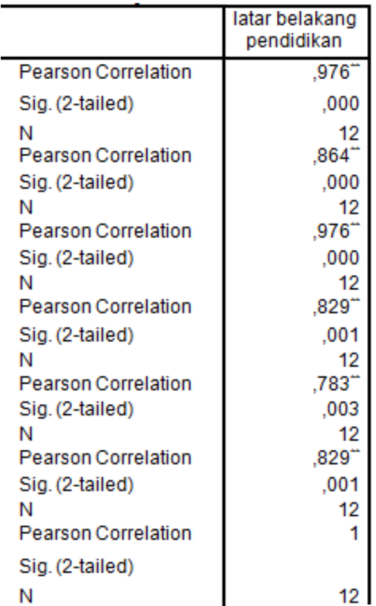 latar belakang
pendidikan
Pearson Correlation ,976**
Sig. (2-tailed) ,000
N 12
Pearson Correlation ,864**
Sig. (2-tailed) ,000
N 12
Pearson Correlation ,976**
Sig. (2-tailed) ,000
N 12
Pearson Correlation ,829**
Sig. (2-tailed) ,001
N 12
Pearson Correlation ,783**
Sig. (2-tailed) ,003
N 12
Pearson Correlation ,829**
Sig. (2-tailed) ,001
N 12
Pearson Correlation 1
Sig. (2-tailed)
N 12